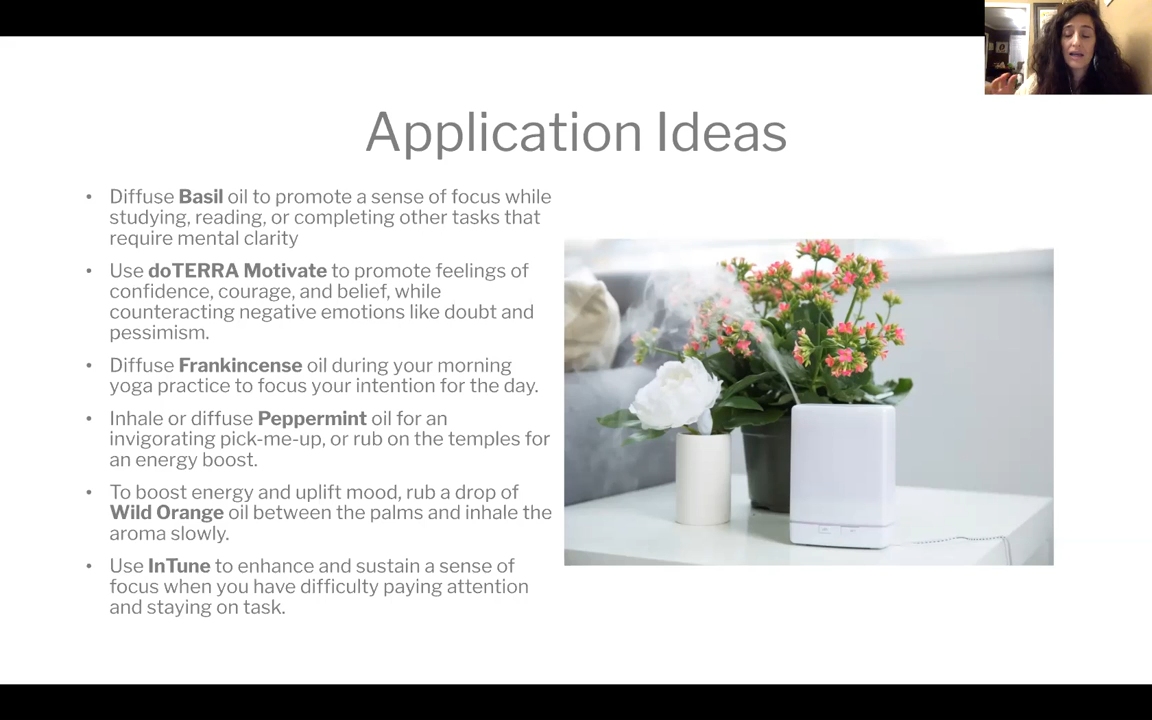 Application Ideas
• Diffuse Basil oil to promote a sense of focus while
studying, reading, or completing other tasks that
require mental clarity
• Use doTERRA Motivate to promote feelings of
confidence, courage, and belief, while
counteracting negative emotions like doubt and
pessimism.
• Diffuse Frankincense oil during your morning
yoga practice to focus your intention for the day.
• Inhale or diffuse Peppermint oil for an
invigorating pick-me-up, or rub on the temples for
an energy boost.
• To boost energy and uplift mood, rub a drop of
Wild Orange oil between the palms and inhale the
aroma slowly.
• Use InTune to enhance and sustain a sense of
focus when you have difficulty paying attention
and staying on task.